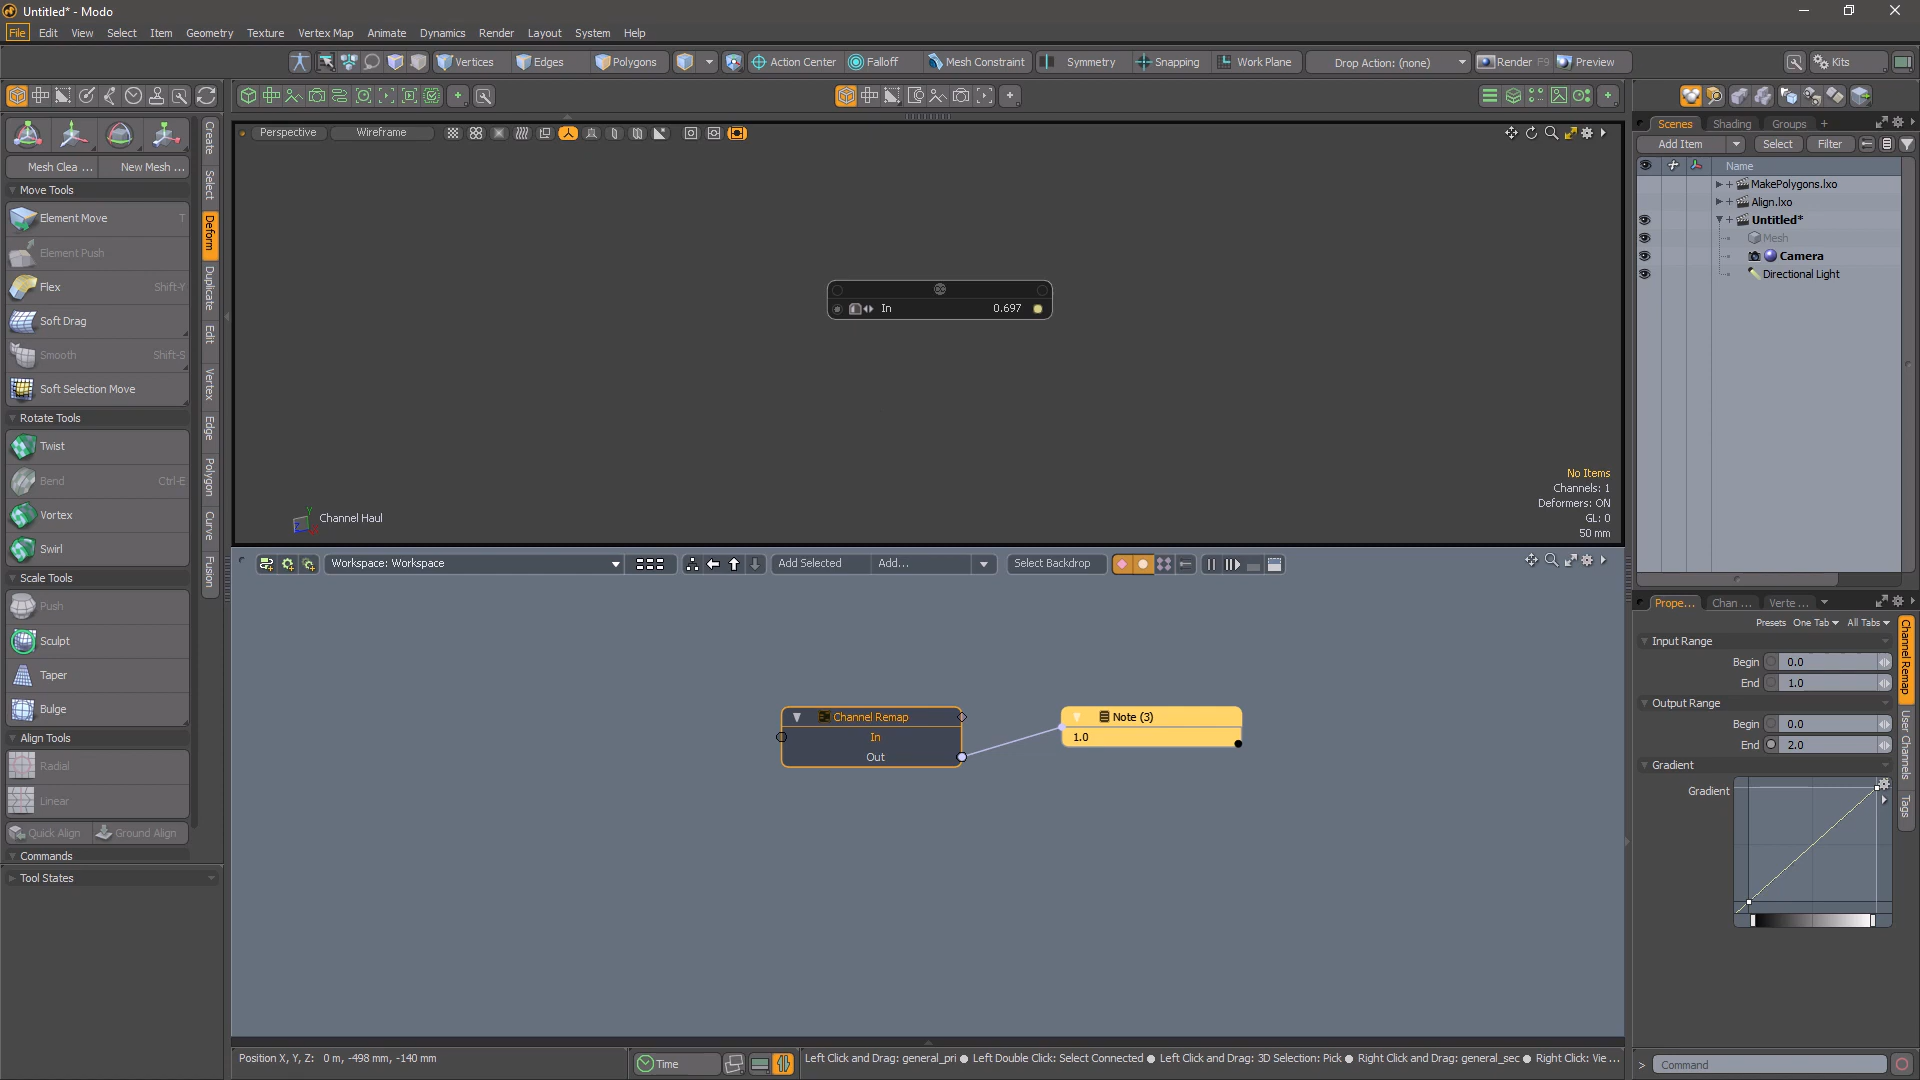 Untitled* - Modo
File Edit View Select Item Geometry Texture Vertex Map Animate Dynamics Render Layout System Help
Vertices Edges Polygons Action Center Falloff Mesh Constraint Symmetry Snapping Work Plane Drop Action: (none) Render F9 Preview Kits
Perspective Wireframe
Scenes Shading Groups +
Add Item Select Filter
Name
MakePolygons.lxo
Align.lxo
Untitled*
Mesh
Camera
Directional Light
Mesh Clea ... New Mesh ...
Move Tools
Element Move T
Element Push
Flex Shift-Y
Soft Drag
Smooth Shift-S
Soft Selection Move
Rotate Tools
Twist
Bend Ctrl-E
Vortex
Swirl
Scale Tools
Push
Sculpt
Taper
Bulge
Align Tools
Radial
Linear
Quick Align Ground Align
Commands
Tool States
Create
Select
Deform
Duplicate
Edit
Vertex
Edge
Polygon
Curve
Fusion
In 0.697
No Items
Channels: 1
Deformers: ON
GL: 0
50 mm
Channel Haul
Workspace: Workspace Add Selected Add... Select Backdrop
Channel Remap
In
Out
Note (3)
1.0
Prope... Chan ... Verte ...
Presets One Tab All Tabs
Input Range
Begin 0.0
End 1.0
Output Range
Begin 0.0
End 2.0
Gradient
Gradient
Channel Remap
User Channels
Tags
Position X, Y, Z: 0 m, -498 mm, -140 mm
Time
Left Click and Drag: general_pri ● Left Double Click: Select Connected ● Left Click and Drag: 3D Selection: Pick ● Right Click and Drag: general_sec ● Right Click: Vie ...
> Command